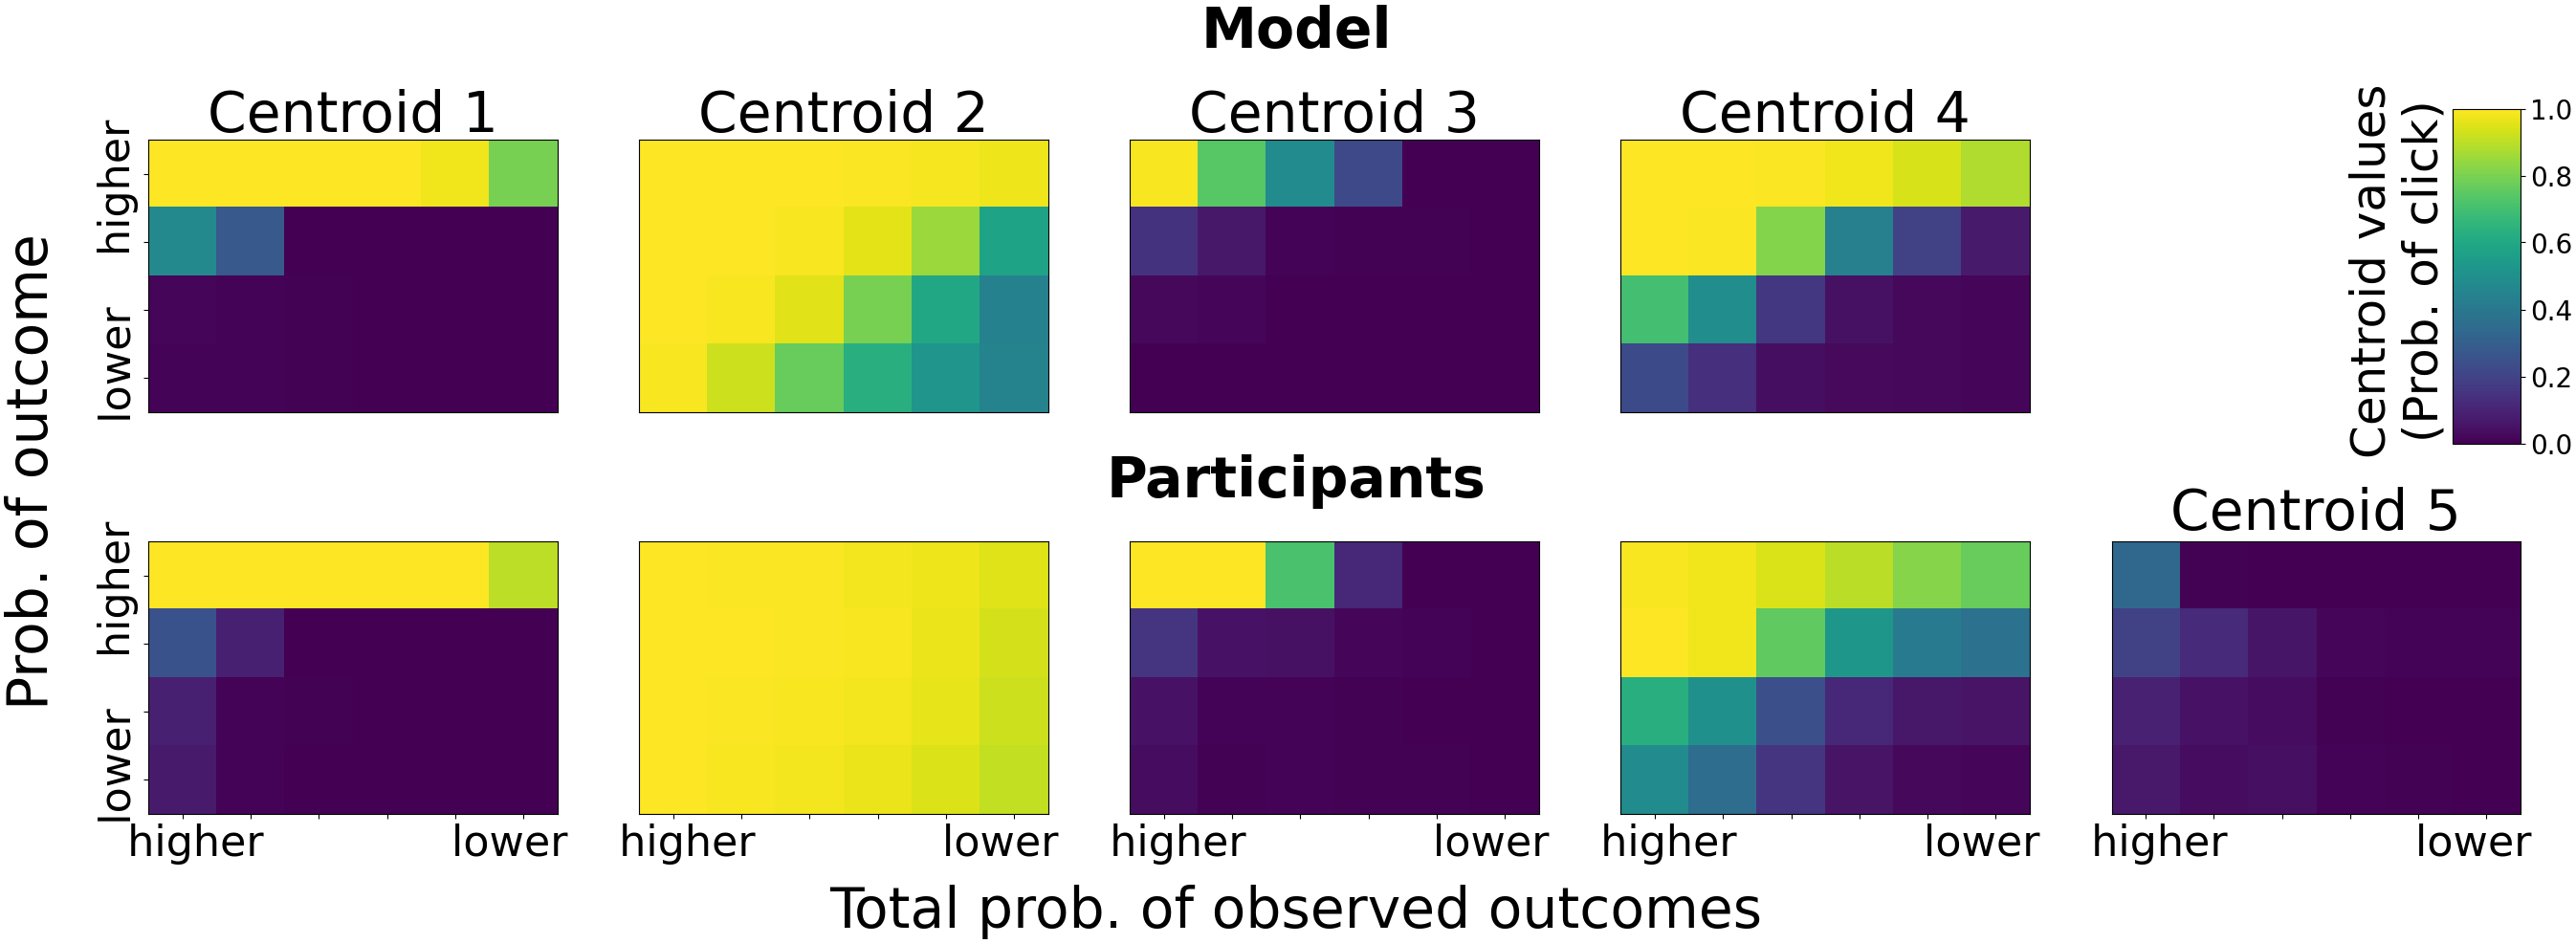 Model
Centroid 1
Centroid 2
Centroid 3
Centroid 4
higher
lower
Centroid values
(Prob. of click)
1.0
0.8
0.6
0.4
0.2
0.0
Prob. of outcome
Participants
Centroid 5
higher
lower
higher
lower
higher
lower
higher
lower
higher
lower
higher
lower
Total prob. of observed outcomes